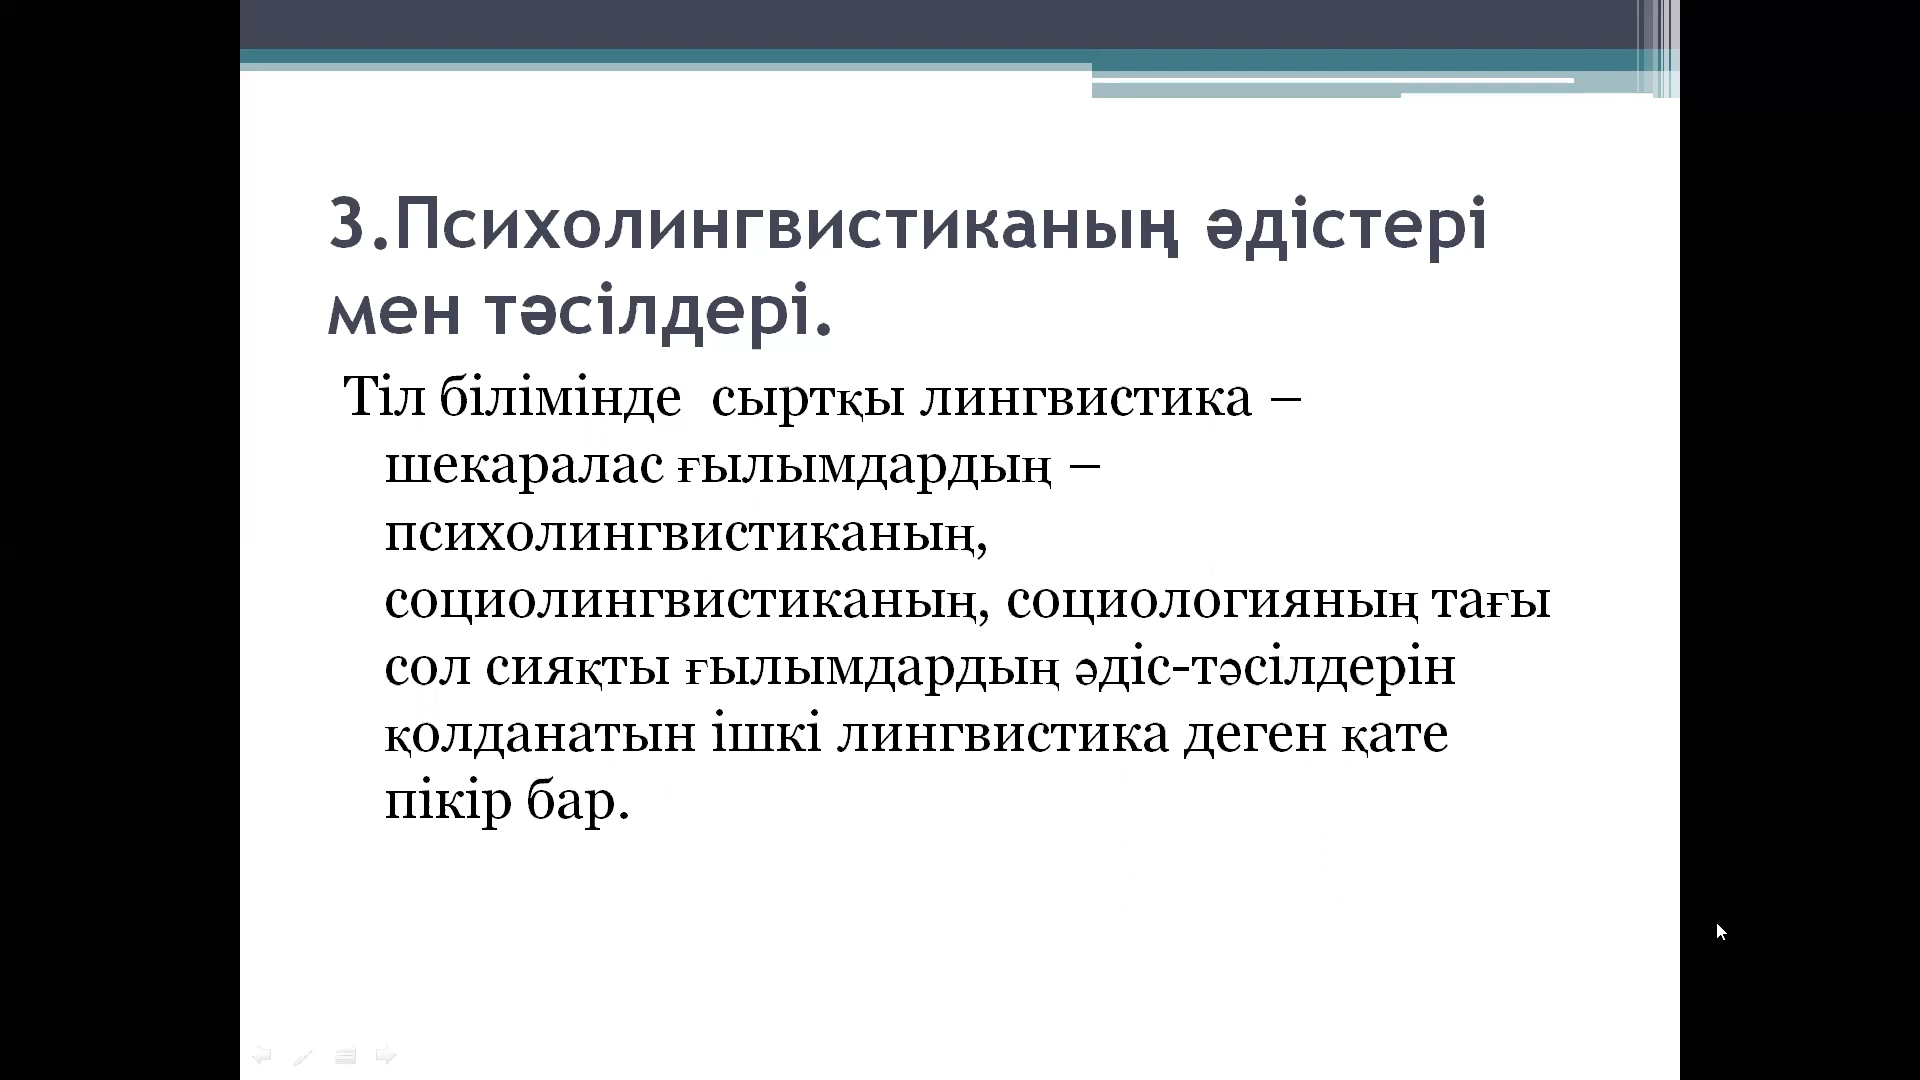 3.Психолингвистиканың әдістері
мен тәсілдері.
Тіл білімінде  сыртқы лингвистика –
шекаралас ғылымдардың –
психолингвистиканың,
социолингвистиканың, социологияның тағы
сол сияқты ғылымдардың әдіс-тәсілдерін
қолданатын ішкі лингвистика деген қате
пікір бар.